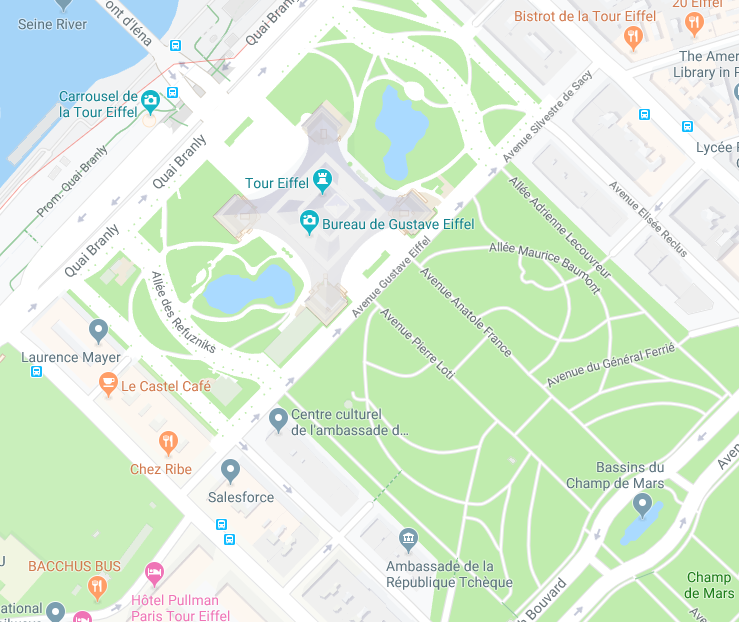 Seine River
ont d'Iéna
Quai Branly
Bistrot de la Tour Eiffel
20 Eiffel
The Amer
Library in P
Carrousel de
la Tour Eiffel
Avenue Silvestre de Sacy
Lycée F
Prom-Quai Branly
Quai Branly
Tour Eiffel
Allée Adrienne Lecouvreur
Avenue Elisée Reclus
Bureau de Gustave Eiffel
Quai Branly
Avenue Gustave Eiffel
Allée Maurice Baumont
Allée des Refuzniks
Avenue Anatole France
Avenue Pierre Loti
Laurence Mayer
Avenue du Général Ferrié
Le Castel Café
Centre culturel
de l'ambassade d...
Chez Ribe
Salesforce
Bassins du
Champ de Mars
Aven
Ambassade de la
République Tchèque
BACCHUS BUS
Hôtel Pullman
Paris Tour Eiffel
Bouvard
Champ
de Mars
ational